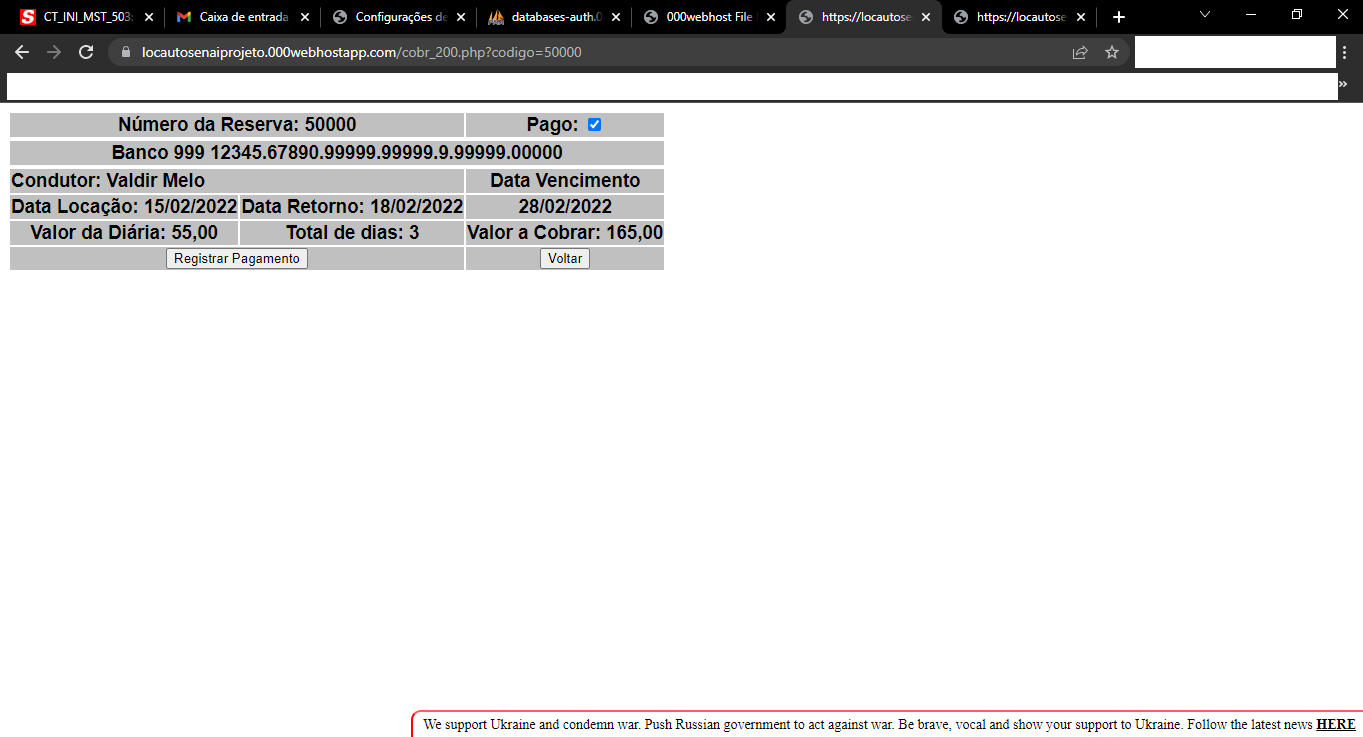 CT_INI_MST_503:
Caixa de entrada
Configurações de
databases-auth.0
000webhost File
https://locautose
https://locautose
locautosenaiprojeto.000webhostapp.com/cobr_200.php?codigo=50000
Número da Reserva: 50000 Pago:
Banco 999 12345.67890.99999.99999.9.99999.00000
Condutor: Valdir Melo Data Vencimento
Data Locação: 15/02/2022 Data Retorno: 18/02/2022 28/02/2022
Valor da Diária: 55,00 Total de dias: 3 Valor a Cobrar: 165,00
Registrar Pagamento Voltar
We support Ukraine and condemn war. Push Russian government to act against war. Be brave, vocal and show your support to Ukraine. Follow the latest news HERE